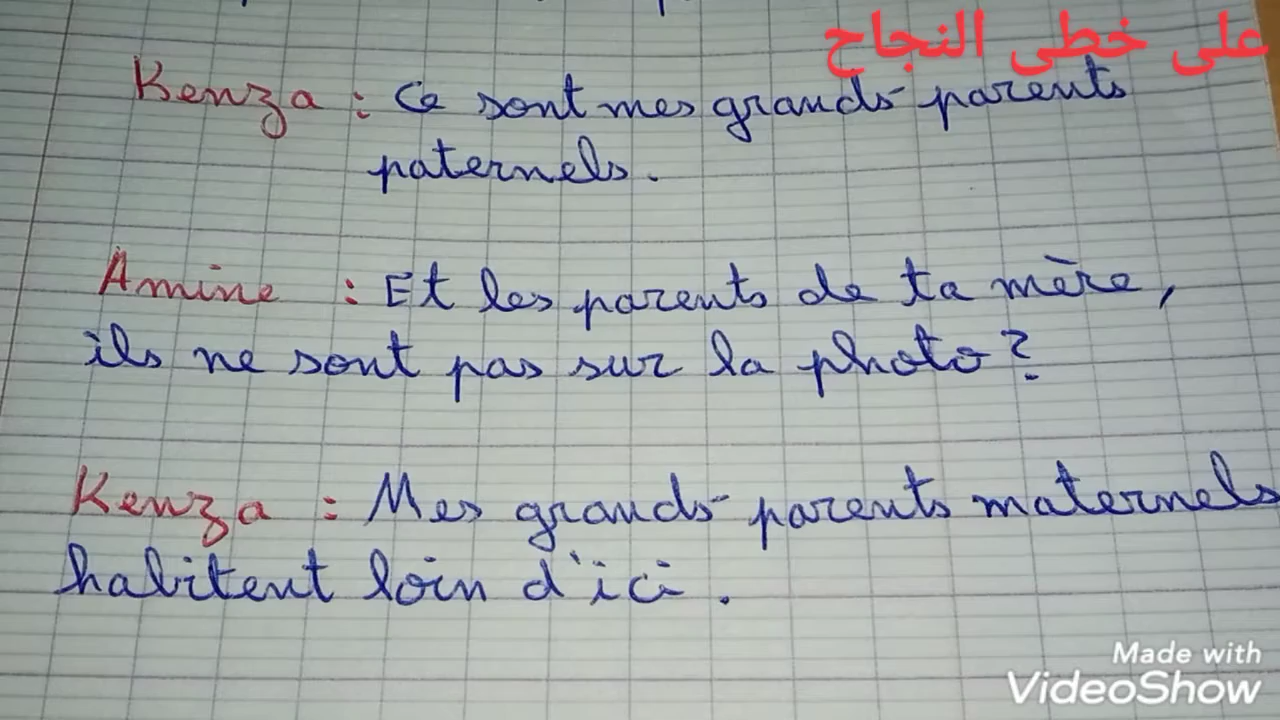 على خطى النجاح
Kenza : Ce sont mes grands-parents
paternels.
Amine : Et les parents de ta mère,
ils ne sont pas sur la photo ?
Kenza : Mes grands-parents maternels
habitent loin d'ici.
Made with
VideoShow